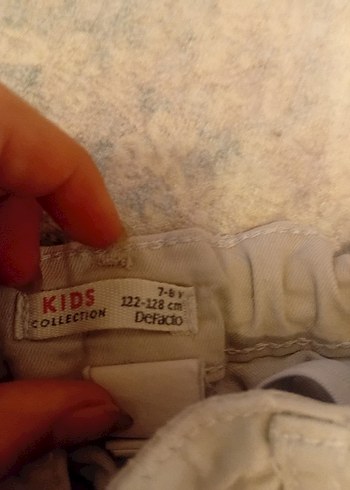 KIDS
COLLECTION
7-8 y
122-128 cm
DeFacto